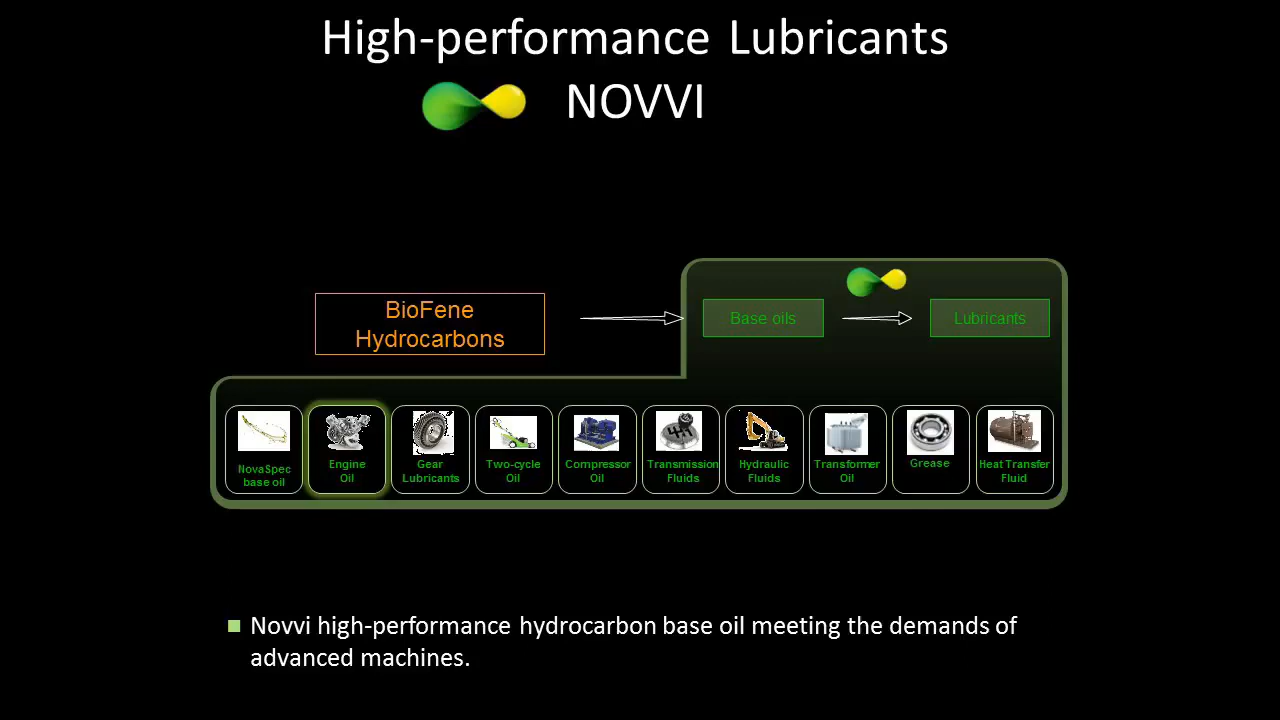 High-performance Lubricants
NOVVI
BioFene
Hydrocarbons
Base oils
Lubricants
NovaSpec
base oil
Engine
Oil
Gear
Lubricants
Two-cycle
Oil
Compressor
Oil
Transmission
Fluids
Hydraulic
Fluids
Transformer
Oil
Grease
Heat Transfer
Fluid
Novvi high-performance hydrocarbon base oil meeting the demands of
advanced machines.